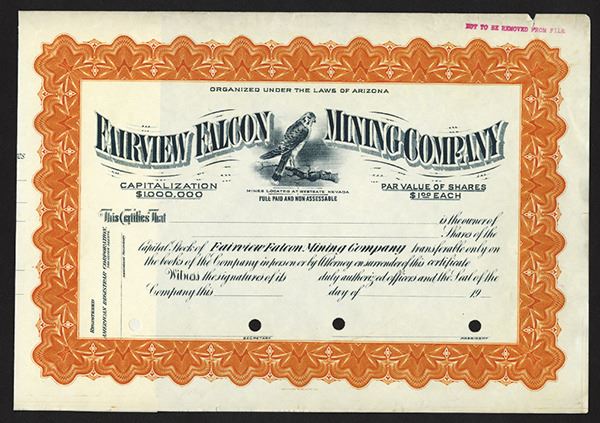 NOT TO BE REMOVED FROM FILE
ORGANIZED UNDER THE LAWS OF ARIZONA
FAIRVIEW FALCON MINING COMPANY
CAPITALIZATION
$1,000,000
MINES LOCATED AT WESTGATE, NEVADA
FULL PAID AND NON ASSESSABLE
PAR VALUE OF SHARES
$1.00 EACH
This Certifies That is the owner of
Shares of the
Capital Stock of Fairview Falcon Mining Company transferable only on
the books of the Company in person or by Attorney on surrender of this certificate
Witness the signatures of its duly authorized officers and the Seal of the
Company this day of 19
SECRETARY
PRESIDENT
REGISTERED
AMERICAN REGISTRAR CORPORATION